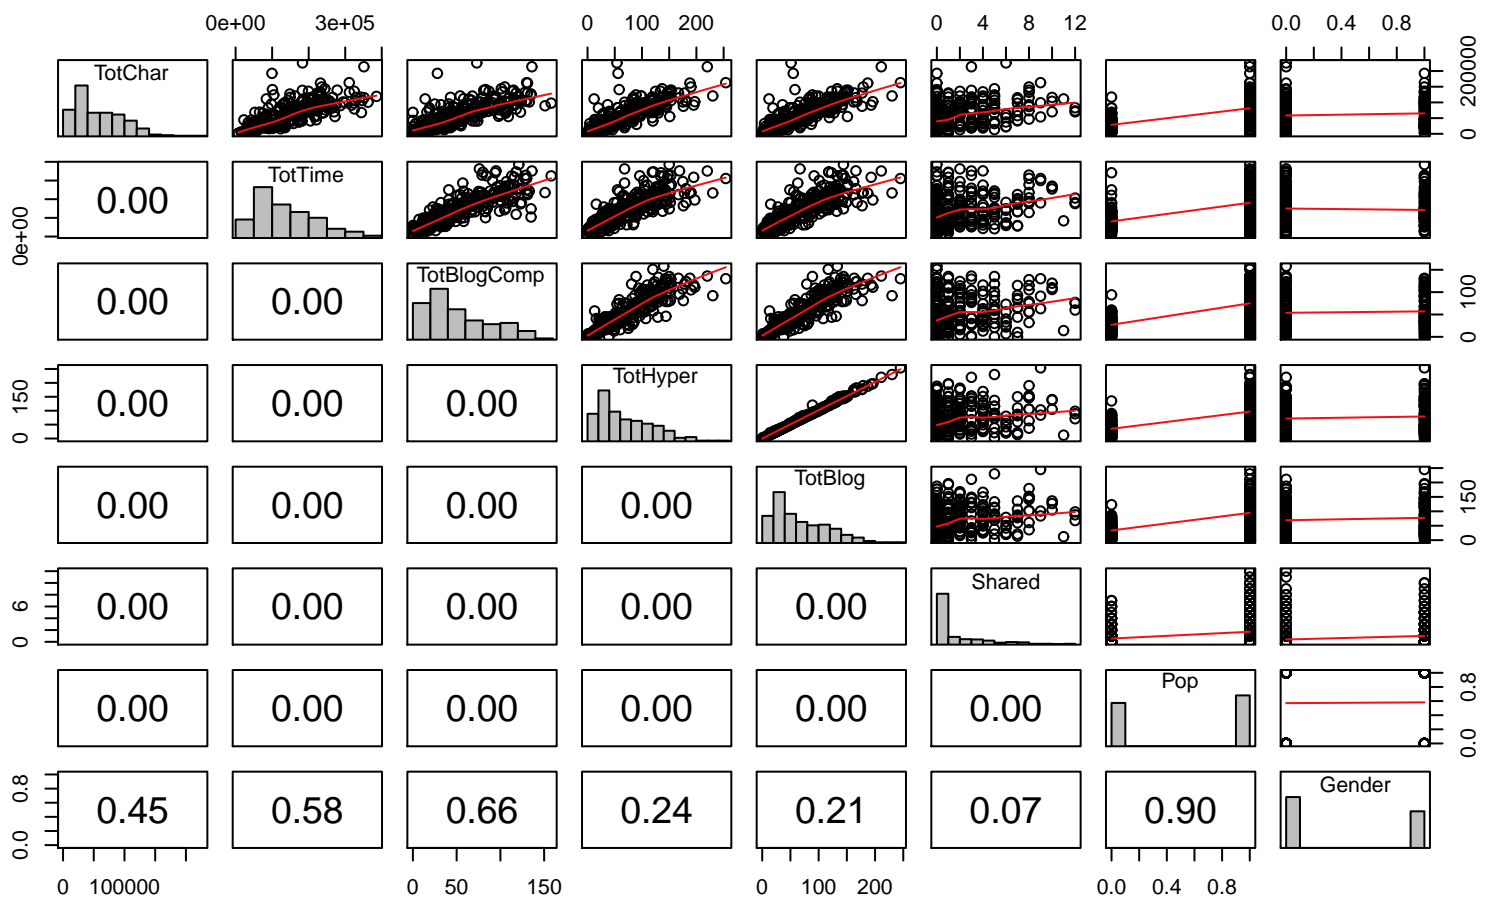 0e+00 3e+05 0 100 200 0 4 8 12 0.0 0.4 0.8
TotChar 0 200000
0.00 TotTime 0e+00
0.00 0.00 TotBlogComp 0 100
0 150 0.00 0.00 0.00 TotHyper
0.00 0.00 0.00 0.00 TotBlog 0 150
0 6 0.00 0.00 0.00 0.00 0.00 Shared
0.00 0.00 0.00 0.00 0.00 0.00 Pop 0.0 0.8
0.0 0.8 0.45 0.58 0.66 0.24 0.21 0.07 0.90 Gender
0 100000 0 50 150 0 100 200 0.0 0.4 0.8